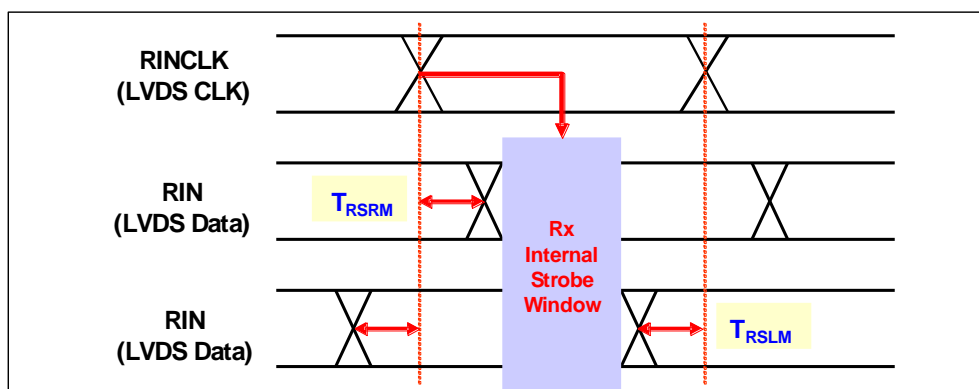 RINCLK
(LVDS CLK)
RIN
(LVDS Data)
TRSRM
Rx
Internal
Strobe
Window
RIN
(LVDS Data)
TRSLM